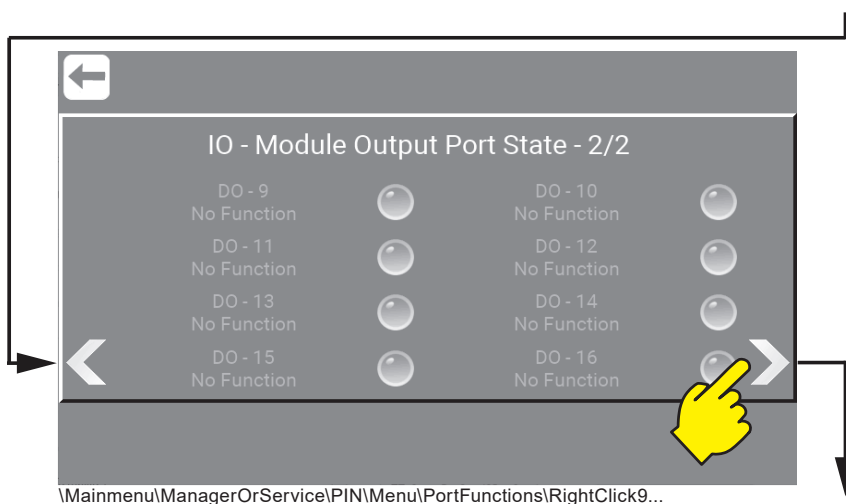 IO - Module Output Port State - 2/2
DO - 9
No Function
DO - 10
No Function
DO - 11
No Function
DO - 12
No Function
DO - 13
No Function
DO - 14
No Function
DO - 15
No Function
DO - 16
No Function
\Mainmenu\ManagerOrService\PIN\Menu\PortFunctions\RightClick9...